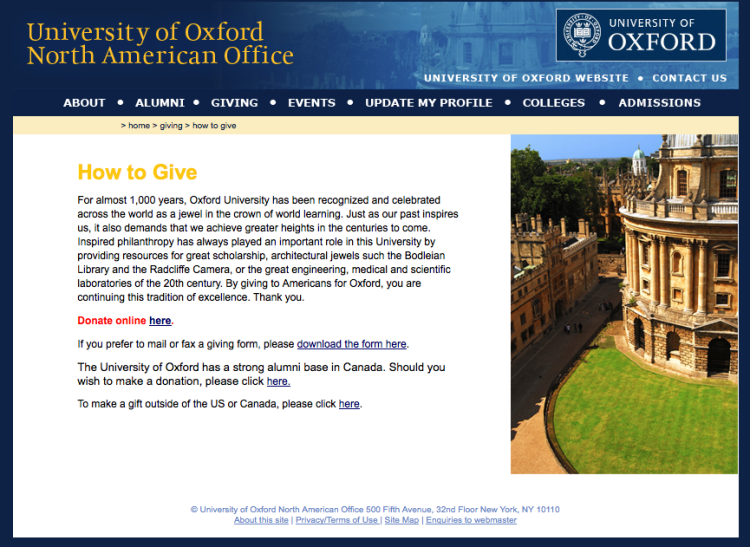 University of Oxford
North American Office
UNIVERSITY OF
OXFORD
UNIVERSITY OF OXFORD WEBSITE • CONTACT US
ABOUT • ALUMNI • GIVING • EVENTS • UPDATE MY PROFILE • COLLEGES • ADMISSIONS
> home > giving > how to give
How to Give
For almost 1,000 years, Oxford University has been recognized and celebrated
across the world as a jewel in the crown of world learning. Just as our past inspires
us, it also demands that we achieve greater heights in the centuries to come.
Inspired philanthropy has always played an important role in this University by
providing resources for great scholarship, architectural jewels such the Bodleian
Library and the Radcliffe Camera, or the great engineering, medical and scientific
laboratories of the 20th century. By giving to Americans for Oxford, you are
continuing this tradition of excellence. Thank you.
Donate online here.
If you prefer to mail or fax a giving form, please download the form here.
The University of Oxford has a strong alumni base in Canada. Should you
wish to make a donation, please click here.
To make a gift outside of the US or Canada, please click here.
© University of Oxford North American Office 500 Fifth Avenue, 32nd Floor New York, NY 10110
About this site | Privacy/Terms of Use | Site Map | Enquiries to webmaster